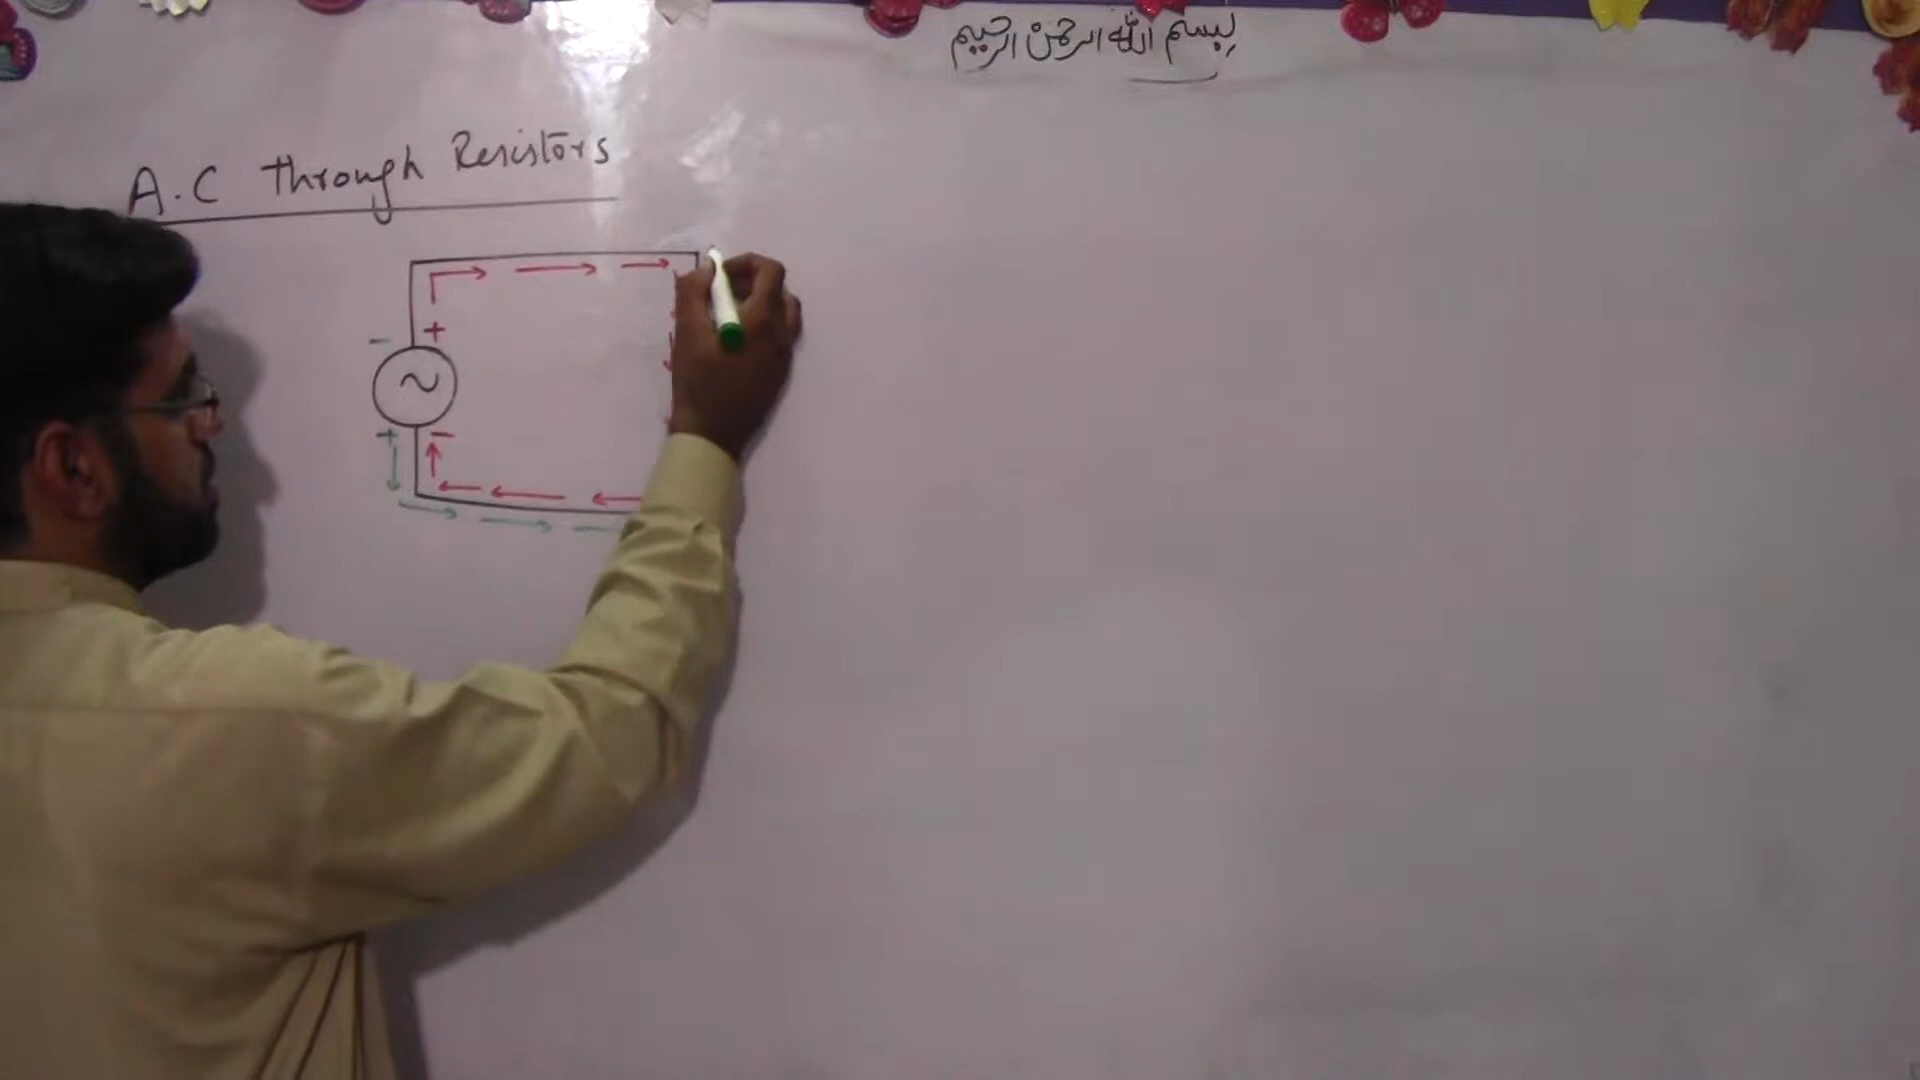 بسم الله الرحمن الرحيم
A.C through Resistors
- +
~
+ -